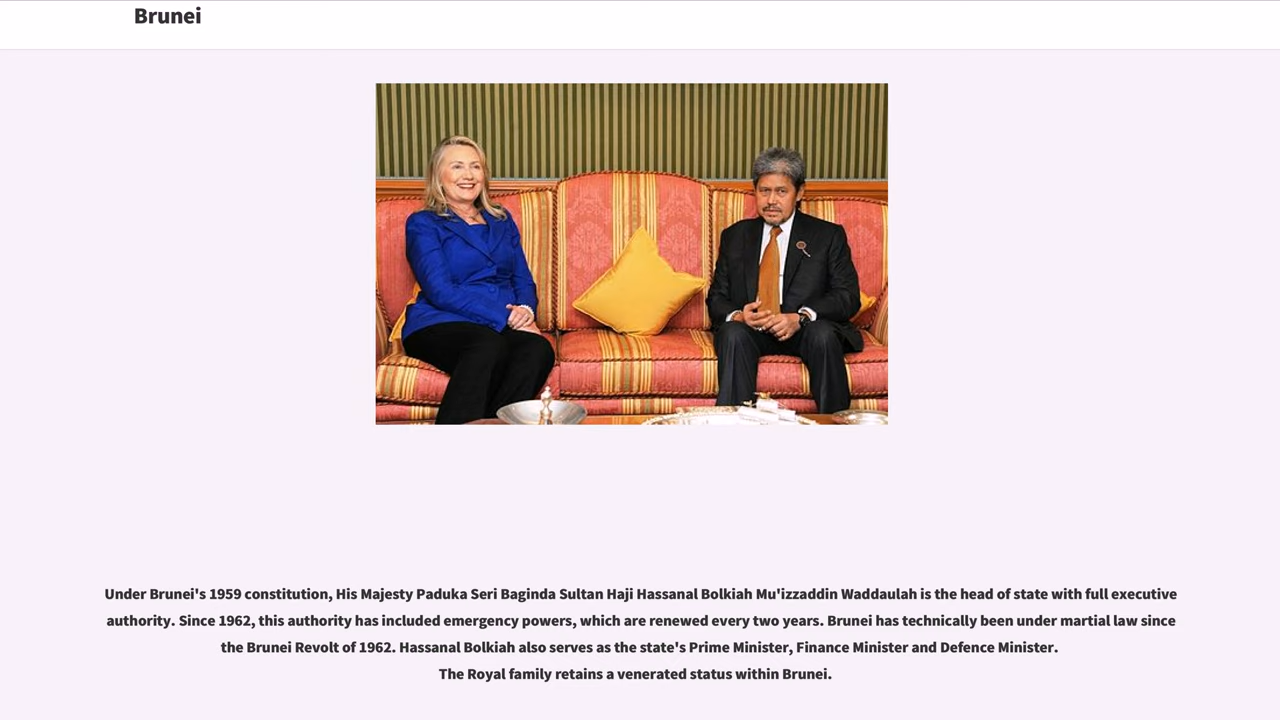 Brunei
Under Brunei's 1959 constitution, His Majesty Paduka Seri Baginda Sultan Haji Hassanal Bolkiah Mu'izzaddin Waddaulah is the head of state with full executive
authority. Since 1962, this authority has included emergency powers, which are renewed every two years. Brunei has technically been under martial law since
the Brunei Revolt of 1962. Hassanal Bolkiah also serves as the state's Prime Minister, Finance Minister and Defence Minister.
The Royal family retains a venerated status within Brunei.